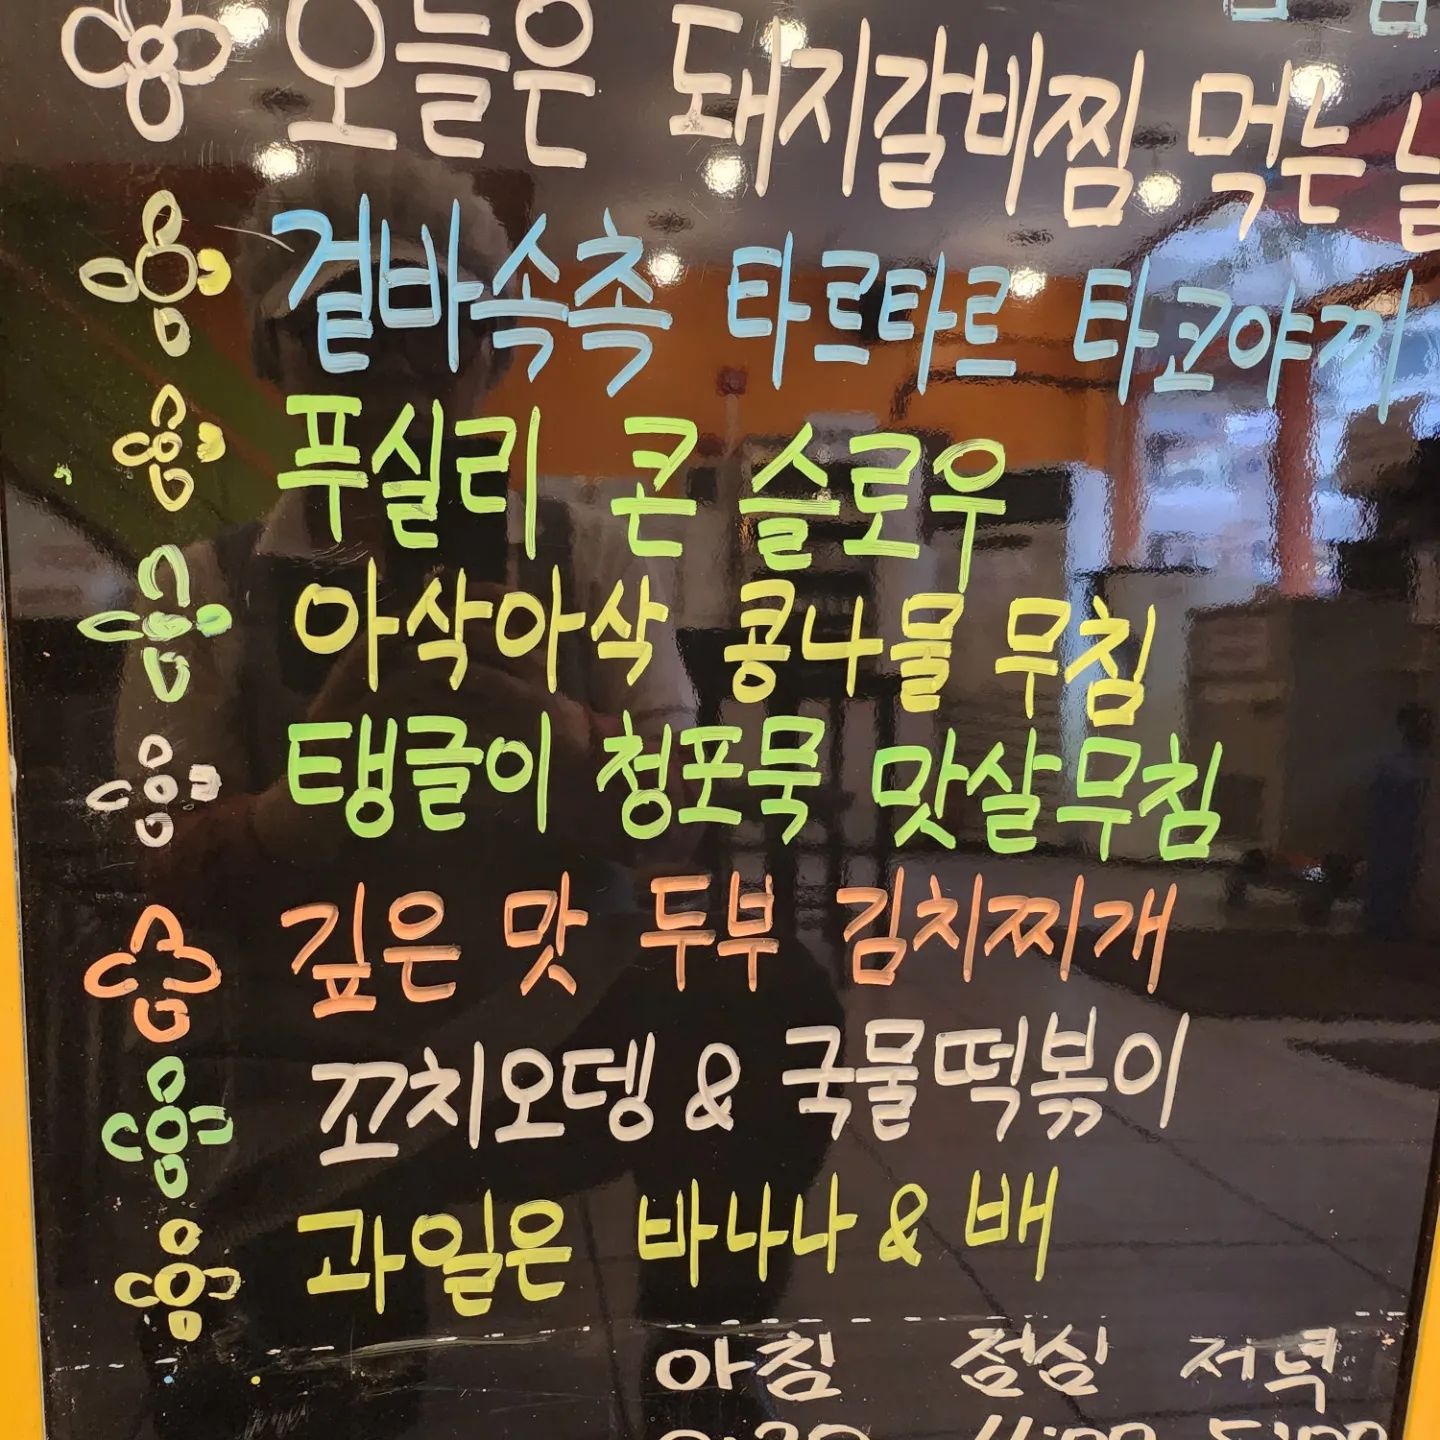 오늘은 돼지갈비찜 먹는
겉바속촉 타르타르 타코야끼
푸실리 콘 슬로우
아삭아삭 콩나물 무침
탱글이 청포묵 맛살무침
깊은 맛 두부 김치찌개
꼬치오뎅 & 국물떡볶이
과일은 바나나 & 배
아침 점심 저녁